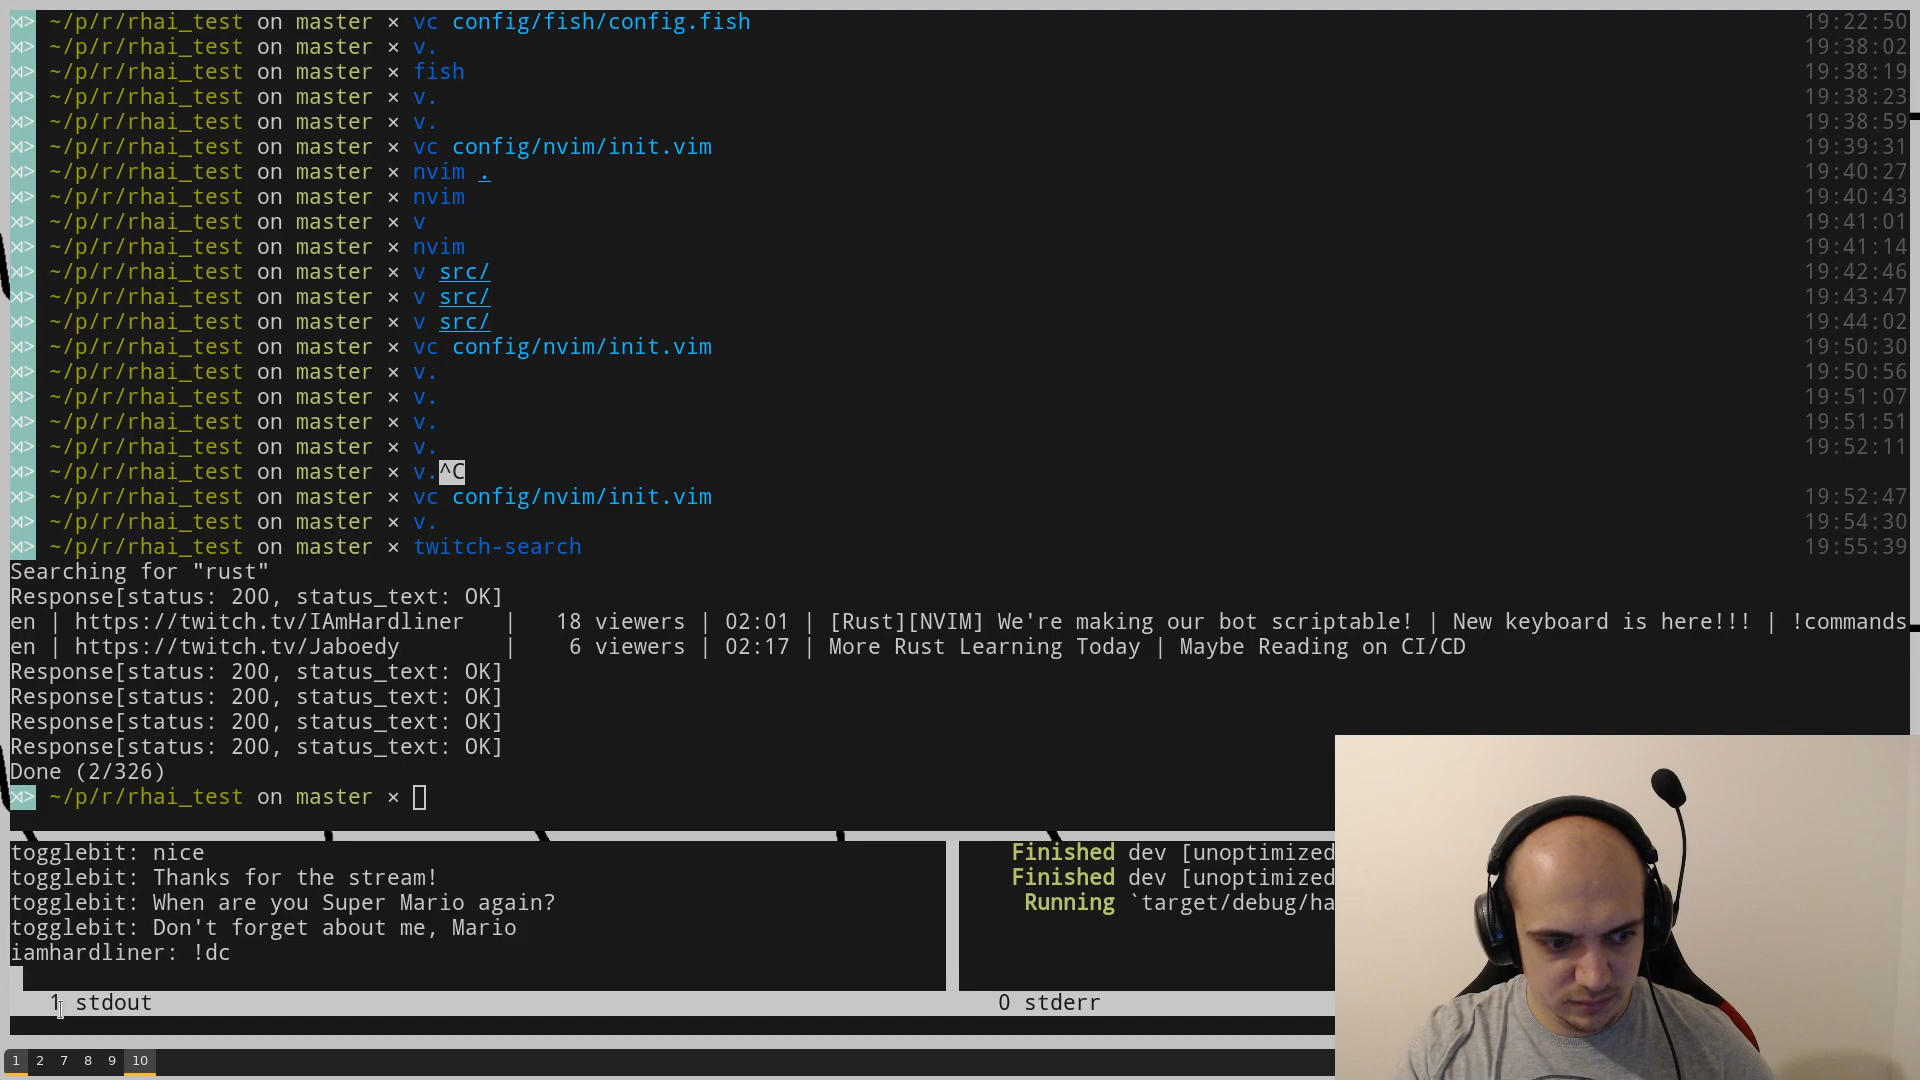 ⋊> ~/p/r/rhai_test on master × vc config/fish/config.fish 19:22:50
⋊> ~/p/r/rhai_test on master × v. 19:38:02
⋊> ~/p/r/rhai_test on master × fish 19:38:19
⋊> ~/p/r/rhai_test on master × v. 19:38:23
⋊> ~/p/r/rhai_test on master × v. 19:38:59
⋊> ~/p/r/rhai_test on master × vc config/nvim/init.vim 19:39:31
⋊> ~/p/r/rhai_test on master × nvim . 19:40:27
⋊> ~/p/r/rhai_test on master × nvim 19:40:43
⋊> ~/p/r/rhai_test on master × v 19:41:01
⋊> ~/p/r/rhai_test on master × nvim 19:41:14
⋊> ~/p/r/rhai_test on master × v src/ 19:42:46
⋊> ~/p/r/rhai_test on master × v src/ 19:43:47
⋊> ~/p/r/rhai_test on master × v src/ 19:44:02
⋊> ~/p/r/rhai_test on master × vc config/nvim/init.vim 19:50:30
⋊> ~/p/r/rhai_test on master × v. 19:50:56
⋊> ~/p/r/rhai_test on master × v. 19:51:07
⋊> ~/p/r/rhai_test on master × v. 19:51:51
⋊> ~/p/r/rhai_test on master × v. 19:52:11
⋊> ~/p/r/rhai_test on master × v.^C
⋊> ~/p/r/rhai_test on master × vc config/nvim/init.vim 19:52:47
⋊> ~/p/r/rhai_test on master × v. 19:54:30
⋊> ~/p/r/rhai_test on master × twitch-search 19:55:39
Searching for "rust"
Response[status: 200, status_text: OK]
en | https://twitch.tv/IAmHardliner | 18 viewers | 02:01 | [Rust][NVIM] We're making our bot scriptable! | New keyboard is here!!! | !commands
en | https://twitch.tv/Jaboedy | 6 viewers | 02:17 | More Rust Learning Today | Maybe Reading on CI/CD
Response[status: 200, status_text: OK]
Response[status: 200, status_text: OK]
Response[status: 200, status_text: OK]
Response[status: 200, status_text: OK]
Done (2/326)
⋊> ~/p/r/rhai_test on master ×
togglebit: nice
togglebit: Thanks for the stream!
togglebit: When are you Super Mario again?
togglebit: Don't forget about me, Mario
iamhardliner: !dc
1 stdout
Finished dev [unoptimized
Finished dev [unoptimized
Running `target/debug/ha
0 stderr
1 2 7 8 9 10